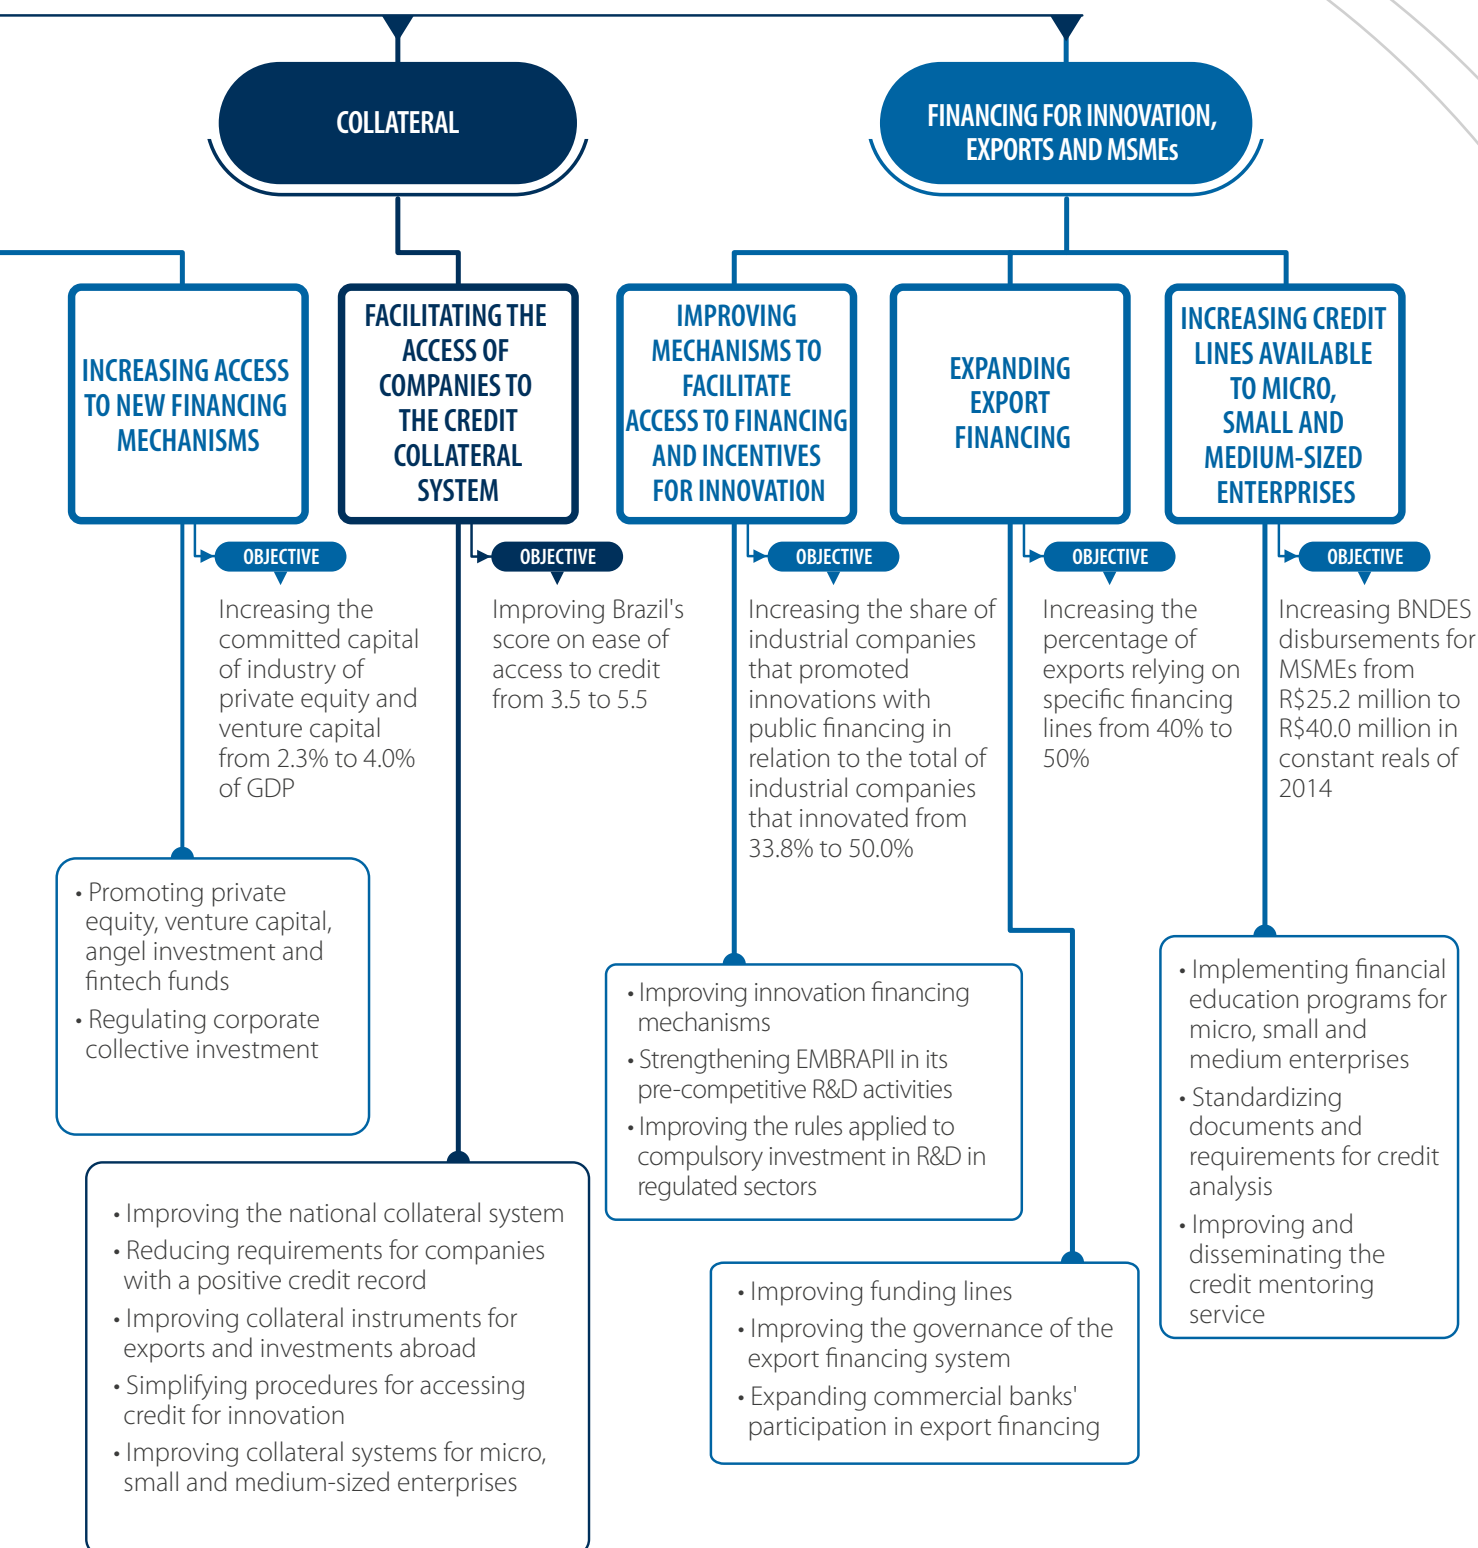 COLLATERAL
FINANCING FOR INNOVATION,
EXPORTS AND MSMEs
INCREASING ACCESS
TO NEW FINANCING
MECHANISMS
OBJECTIVE
Increasing the
committed capital
of industry of
private equity and
venture capital
from 2.3% to 4.0%
of GDP
• Promoting private
equity, venture capital,
angel investment and
fintech funds
• Regulating corporate
collective investment
FACILITATING THE
ACCESS OF
COMPANIES TO
THE CREDIT
COLLATERAL
SYSTEM
OBJECTIVE
Improving Brazil's
score on ease of
access to credit
from 3.5 to 5.5
• Improving the national collateral system
• Reducing requirements for companies
with a positive credit record
• Improving collateral instruments for
exports and investments abroad
• Simplifying procedures for accessing
credit for innovation
• Improving collateral systems for micro,
small and medium-sized enterprises
IMPROVING
MECHANISMS TO
FACILITATE
ACCESS TO FINANCING
AND INCENTIVES
FOR INNOVATION
OBJECTIVE
Increasing the share of
industrial companies
that promoted
innovations with
public financing in
relation to the total of
industrial companies
that innovated from
33.8% to 50.0%
• Improving innovation financing
mechanisms
• Strengthening EMBRAPII in its
pre-competitive R&D activities
• Improving the rules applied to
compulsory investment in R&D in
regulated sectors
EXPANDING
EXPORT
FINANCING
OBJECTIVE
Increasing the
percentage of
exports relying on
specific financing
lines from 40% to
50%
• Improving funding lines
• Improving the governance of the
export financing system
• Expanding commercial banks'
participation in export financing
INCREASING CREDIT
LINES AVAILABLE
TO MICRO,
SMALL AND
MEDIUM-SIZED
ENTERPRISES
OBJECTIVE
Increasing BNDES
disbursements for
MSMEs from
R$25.2 million to
R$40.0 million in
constant reals of
2014
• Implementing financial
education programs for
micro, small and
medium enterprises
• Standardizing
documents and
requirements for credit
analysis
• Improving and
disseminating the
credit mentoring
service